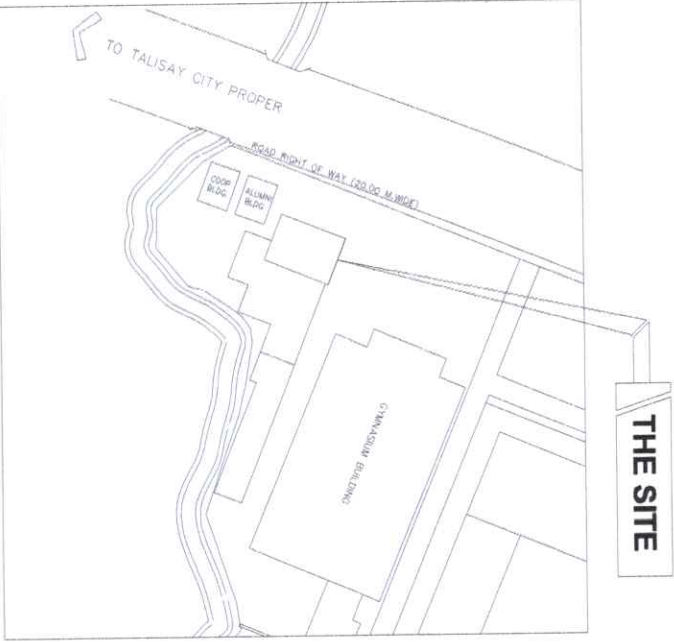 TO TALISAY CITY PROPER
ROAD RIGHT OF WAY (20.00 M.WIDE)
COOP
BLDG.
ALUMNI
BLDG
GYMNASIUM BUILDING
THE SITE